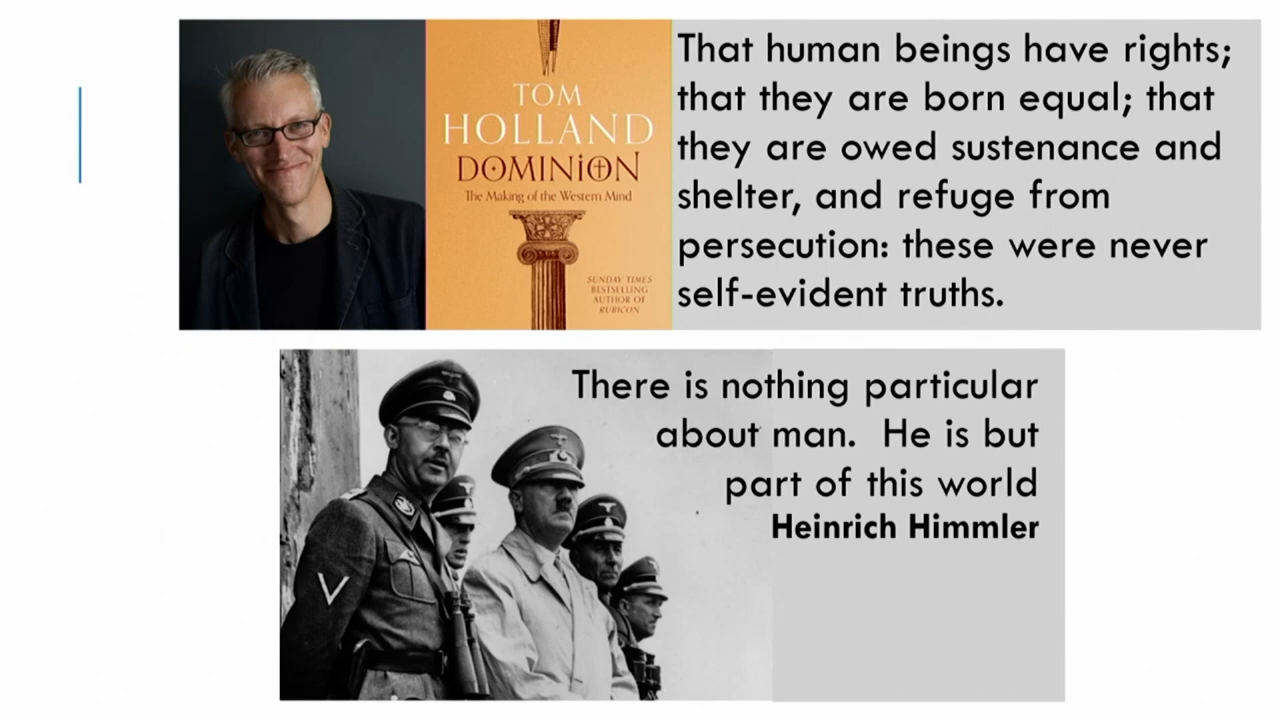 TOM
HOLLAND
DOMINION
The Making of the Western Mind
SUNDAY TIMES
BESTSELLING
AUTHOR OF
RUBICON
That human beings have rights;
that they are born equal; that
they are owed sustenance and
shelter, and refuge from
persecution: these were never
self-evident truths.
There is nothing particular
about man.  He is but
part of this world
Heinrich Himmler